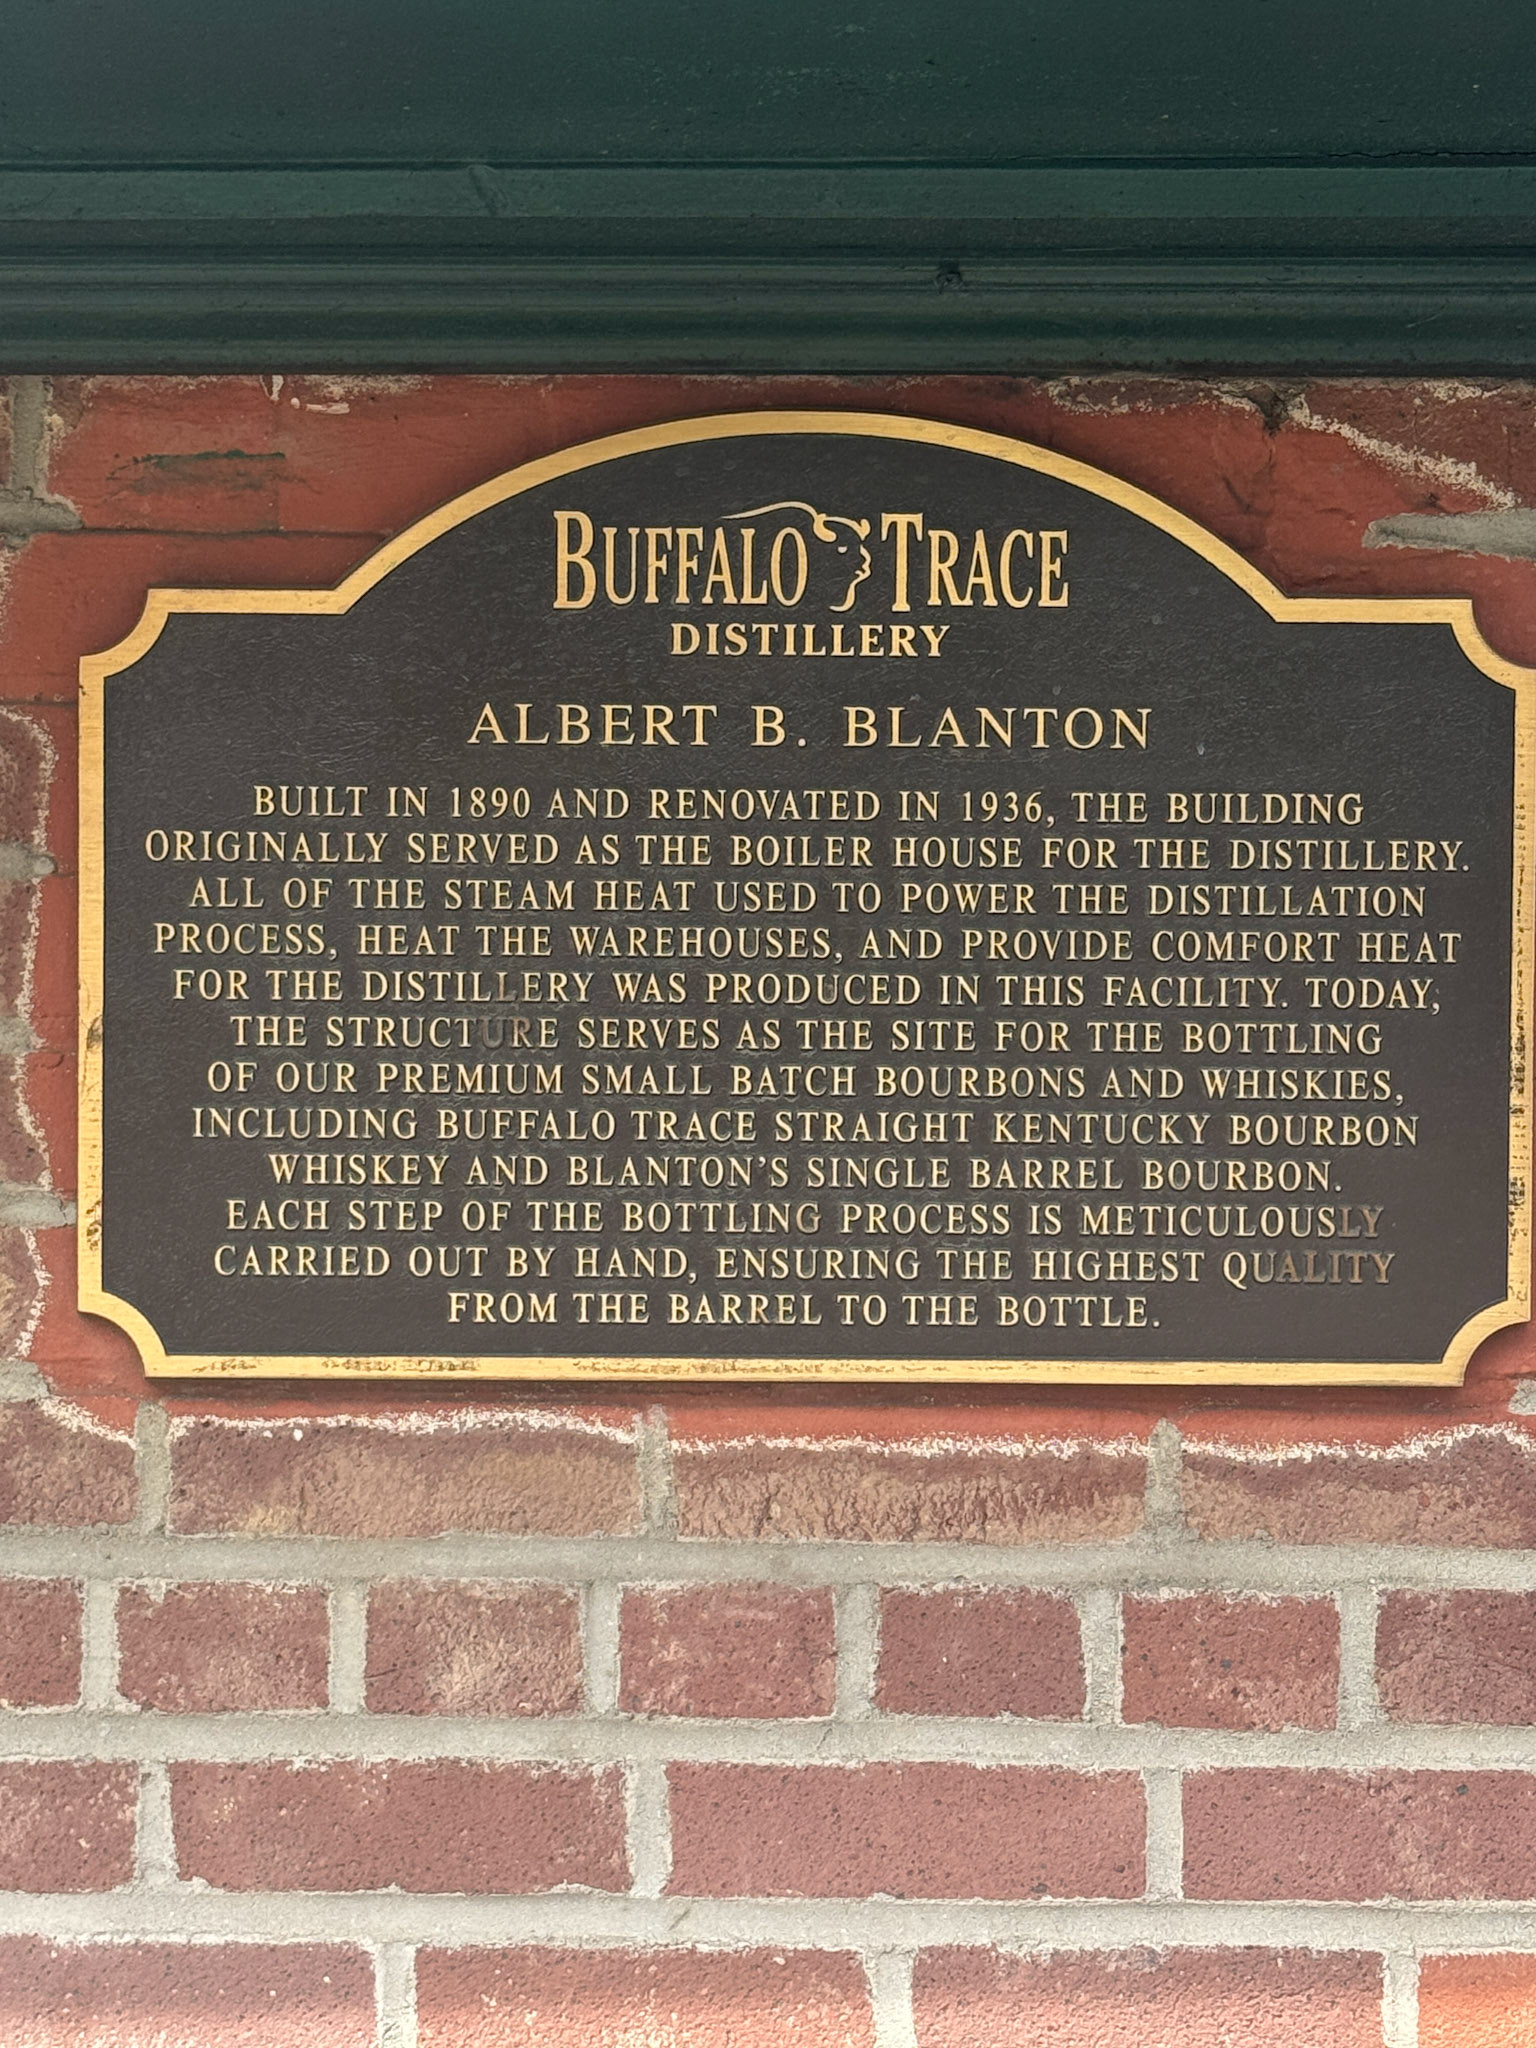 BUFFALO TRACE
DISTILLERY
ALBERT B. BLANTON
BUILT IN 1890 AND RENOVATED IN 1936, THE BUILDING
ORIGINALLY SERVED AS THE BOILER HOUSE FOR THE DISTILLERY.
ALL OF THE STEAM HEAT USED TO POWER THE DISTILLATION
PROCESS, HEAT THE WAREHOUSES, AND PROVIDE COMFORT HEAT
FOR THE DISTILLERY WAS PRODUCED IN THIS FACILITY. TODAY,
THE STRUCTURE SERVES AS THE SITE FOR THE BOTTLING
OF OUR PREMIUM SMALL BATCH BOURBONS AND WHISKIES,
INCLUDING BUFFALO TRACE STRAIGHT KENTUCKY BOURBON
WHISKEY AND BLANTON'S SINGLE BARREL BOURBON.
EACH STEP OF THE BOTTLING PROCESS IS METICULOUSLY
CARRIED OUT BY HAND, ENSURING THE HIGHEST QUALITY
FROM THE BARREL TO THE BOTTLE.